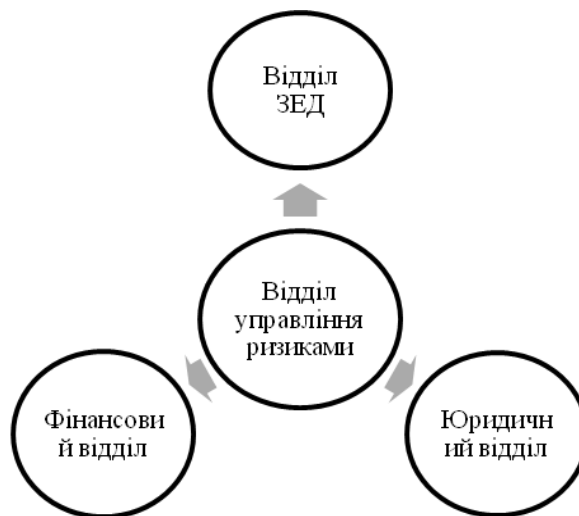 Відділ
ЗЕД
Відділ
управління
ризиками
Фінансови
й відділ
Юридичн
ий відділ